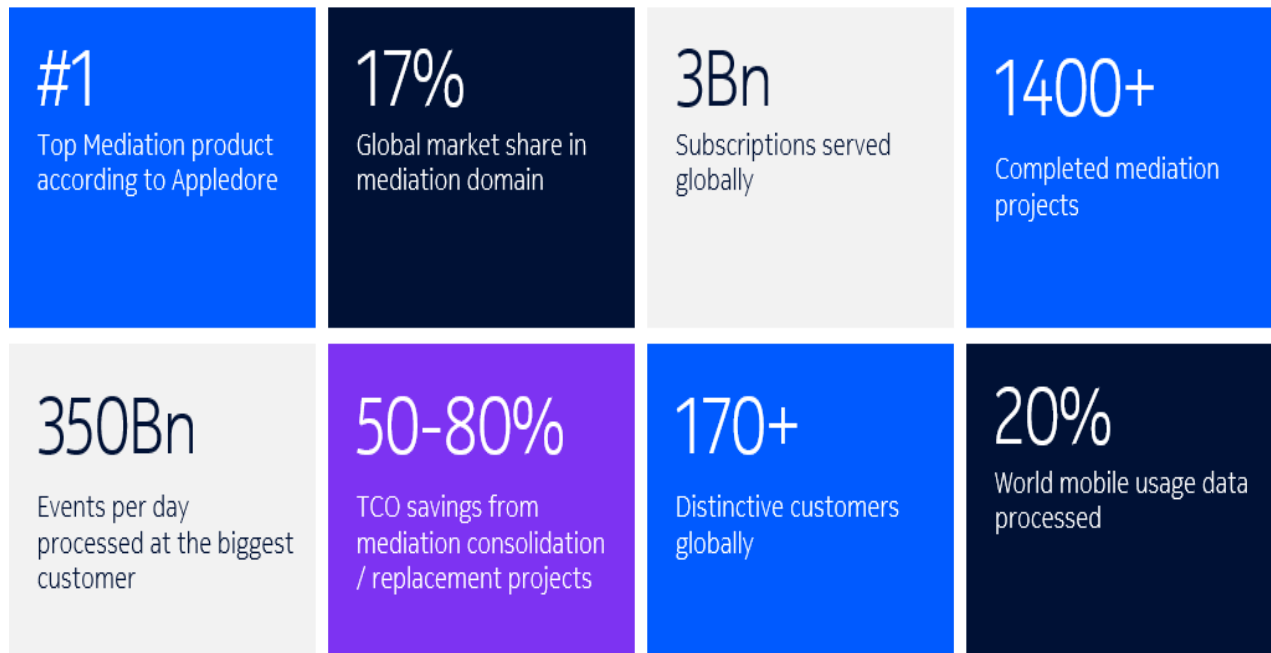 #1
Top Mediation product
according to Appledore
17%
Global market share in
mediation domain
3Bn
Subscriptions served
globally
1400+
Completed mediation
projects
350Bn
Events per day
processed at the biggest
customer
50-80%
TCO savings from
mediation consolidation
/ replacement projects
170+
Distinctive customers
globally
20%
World mobile usage data
processed